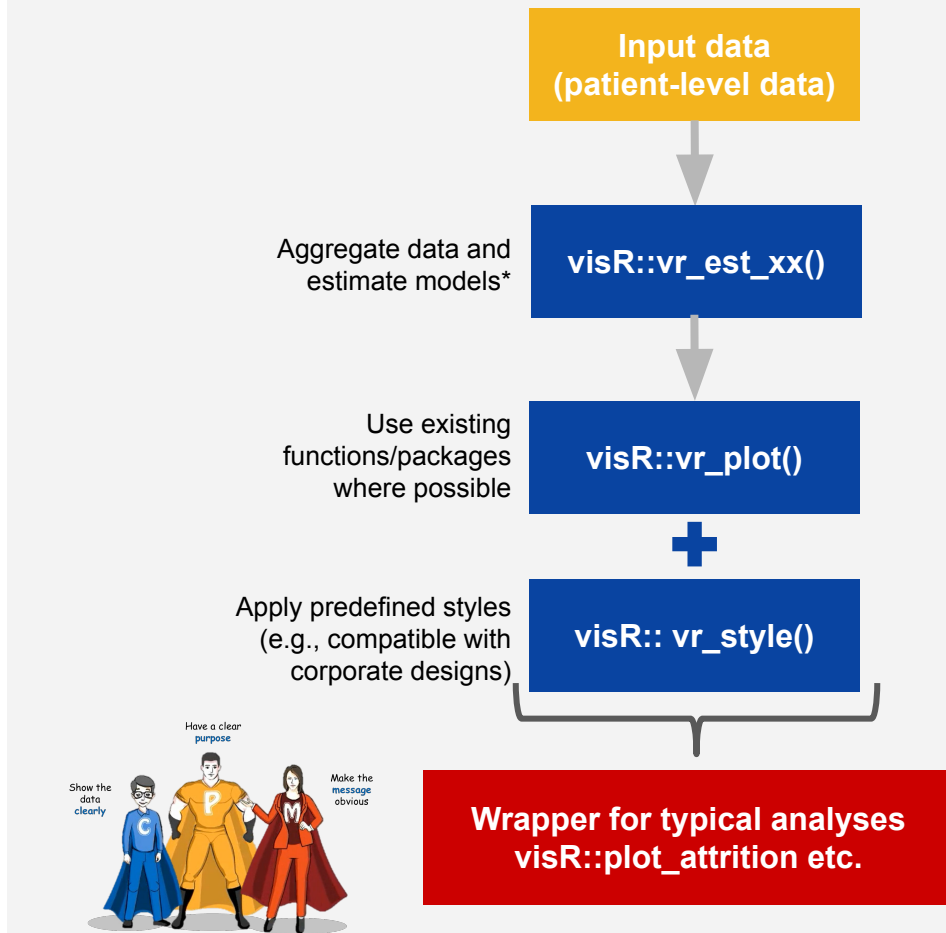 Input data
(patient-level data)
Aggregate data and
estimate models*
visR::vr_est_xx()
Use existing
functions/packages
where possible
visR::vr_plot()
Apply predefined styles
(e.g., compatible with
corporate designs)
visR:: vr_style()
Have a clear
purpose
Show the
data
clearly
Make the
message
obvious
C
P
M
Wrapper for typical analyses
visR::plot_attrition etc.